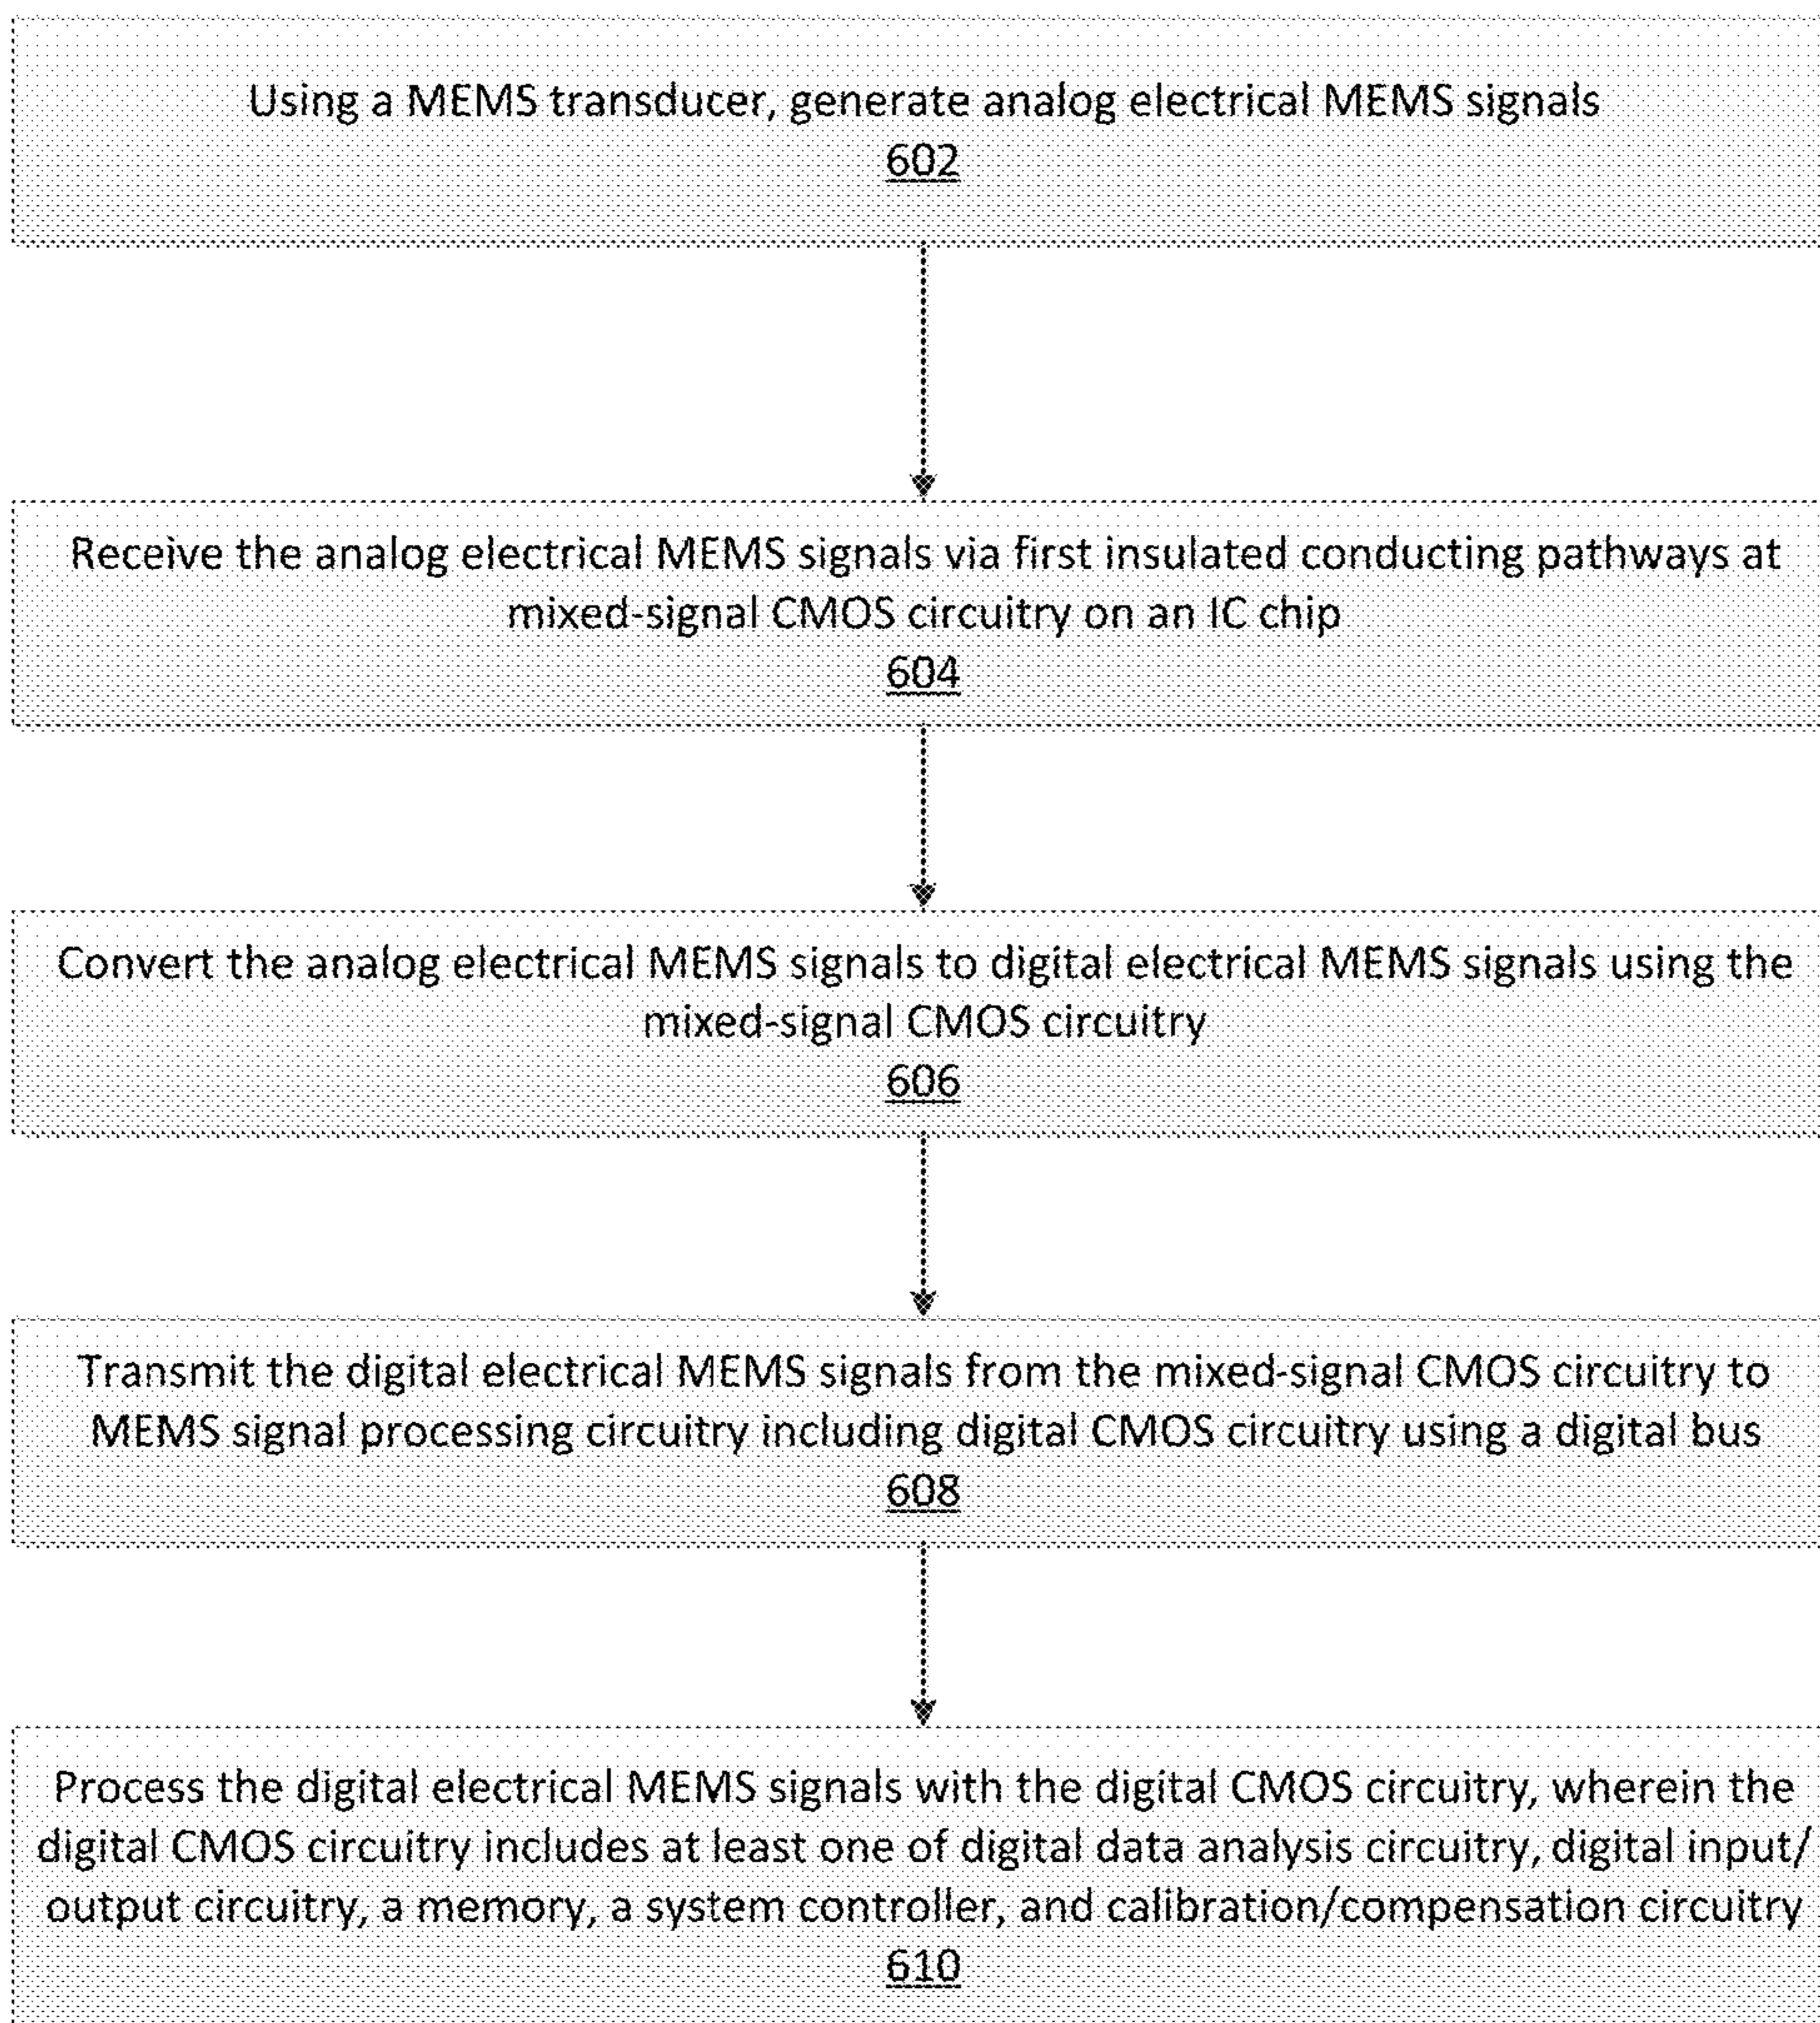 Using a MEMS transducer, generate analog electrical MEMS signals
602
Receive the analog electrical MEMS signals via first insulated conducting pathways at
mixed-signal CMOS circuitry on an IC chip
604
Convert the analog electrical MEMS signals to digital electrical MEMS signals using the
mixed-signal CMOS circuitry
606
Transmit the digital electrical MEMS signals from the mixed-signal CMOS circuitry to
MEMS signal processing circuitry including digital CMOS circuitry using a digital bus
608
Process the digital electrical MEMS signals with the digital CMOS circuitry, wherein the
digital CMOS circuitry includes at least one of digital data analysis circuitry, digital input/
output circuitry, a memory, a system controller, and calibration/compensation circuitry
610